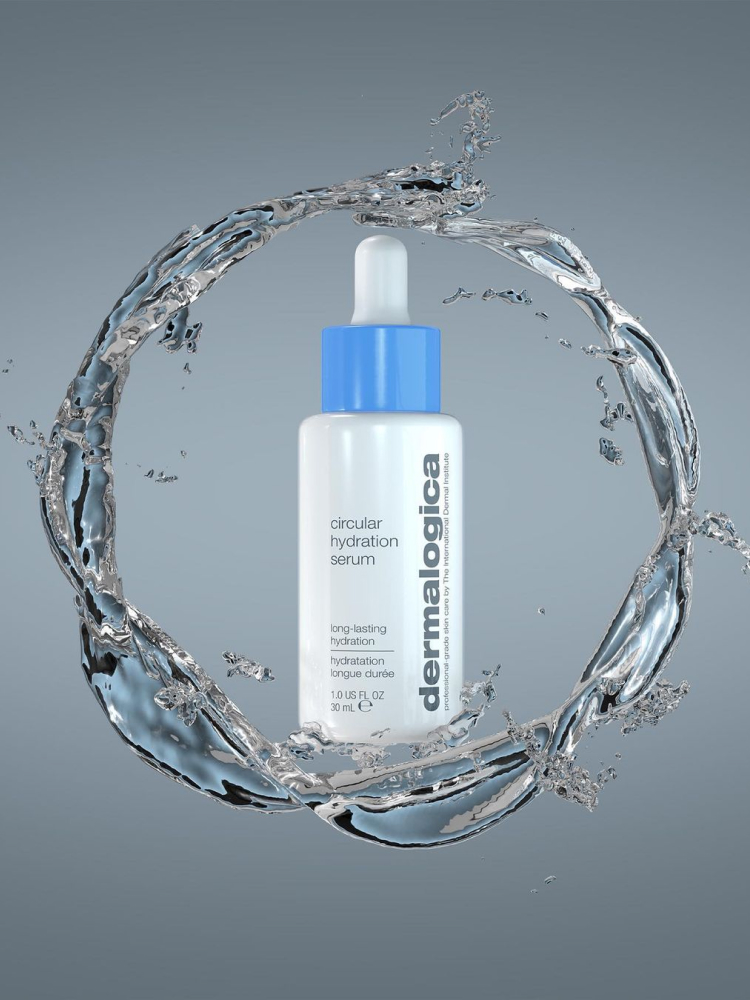 circular
hydration
serum
long-lasting
hydration
hydratation
longue durée
1.0 US FL OZ
30 mL ℮
dermalogica
professional-grade skin care by The International Dermal Institute